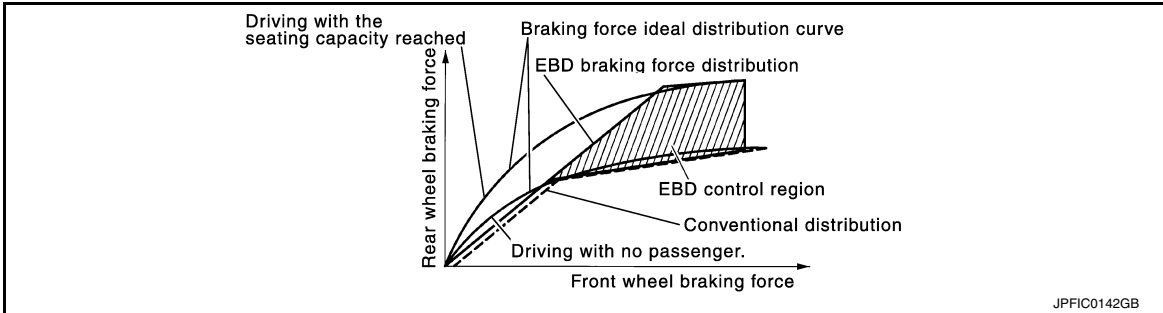 Driving with the
seating capacity reached
Braking force ideal distribution curve
EBD braking force distribution
Rear wheel braking force
EBD control region
Conventional distribution
Driving with no passenger.
Front wheel braking force
JPFIC0142GB